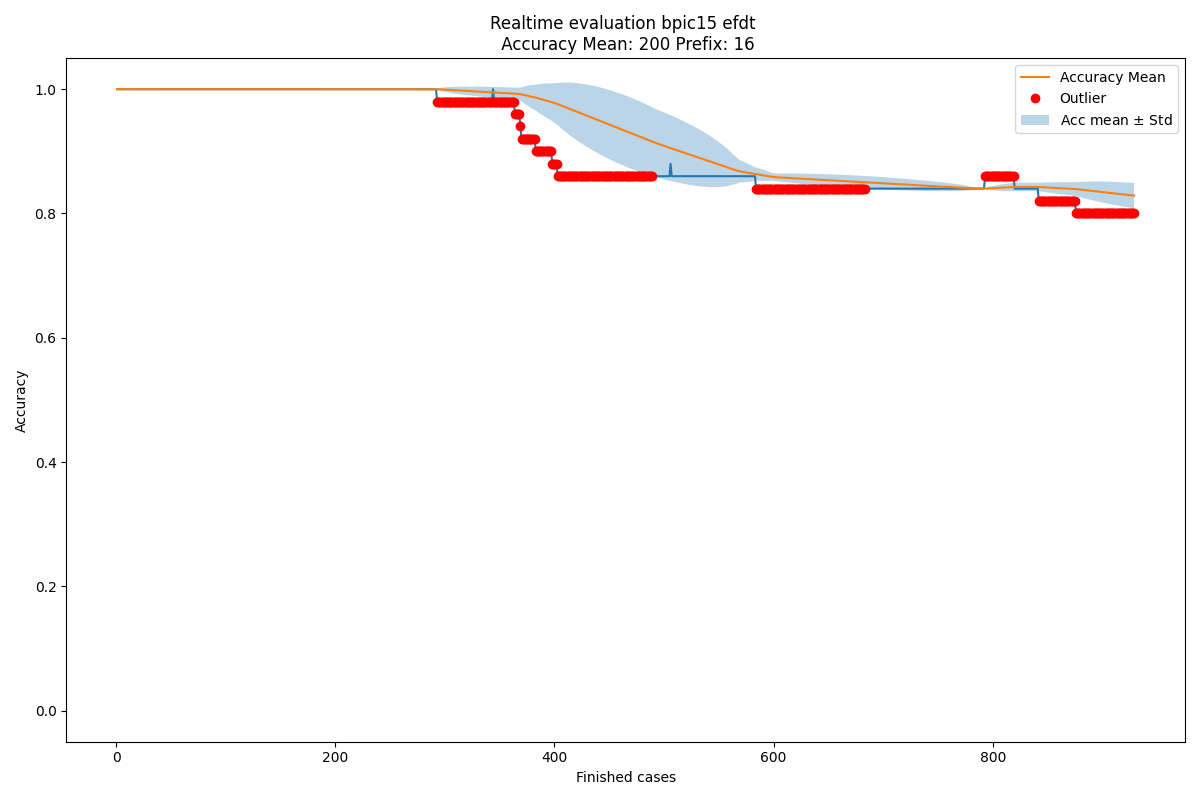 Realtime evaluation bpic15 efdt
Accuracy Mean: 200 Prefix: 16
Accuracy Mean
Outlier
Acc mean ± Std
1.0
0.8
0.6
0.4
0.2
0.0
Accuracy
0 200 400 600 800
Finished cases